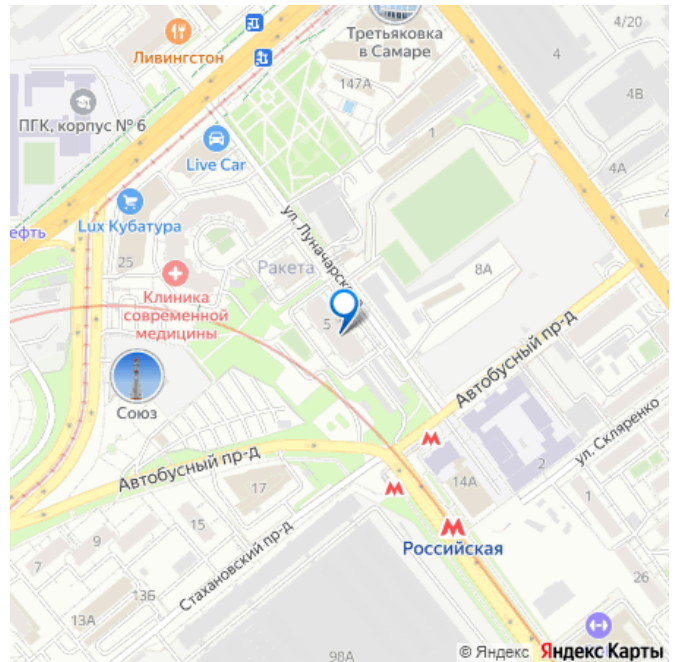 4/20
Третьяковка
в Самаре
Ливингстон
4
147А
4В
ПГК, корпус № 6
1
Live Car
4А
ул. Луначарского
Lux Кубатура
25
Ракета
8А
Клиника
современной
медицины
5
Автобусный пр-д
Союз
ул. Скляренко
2
Автобусный пр-д
14А
17
1
15
Российская
9
Стахановский пр-д
7
13Б
26
13А
98А
© Яндекс Яндекс Карты